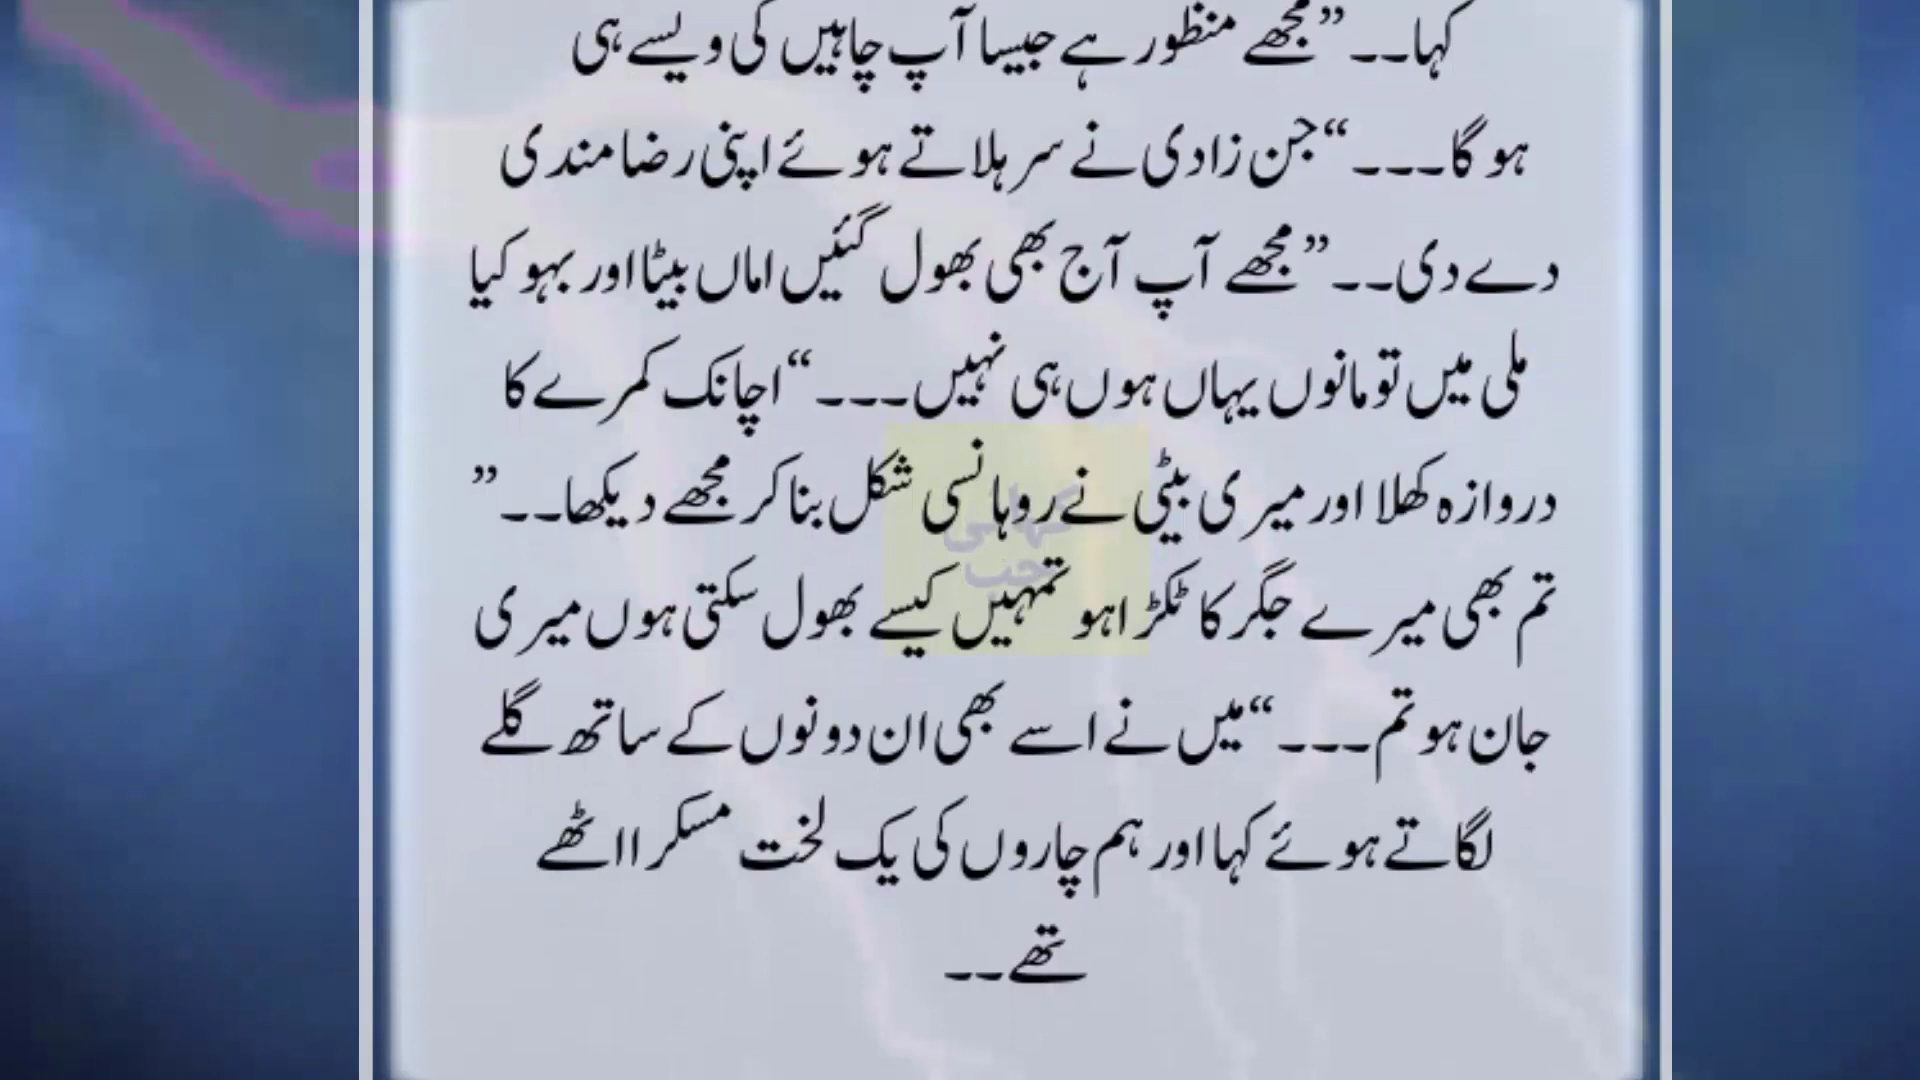 کہا۔۔”مجھے منظور ہے جیسا آپ چاہیں گی ویسے ہی
ہو گا۔۔۔“جن زادی نے سر ہلاتے ہوئے اپنی رضامندی
دے دی۔۔”مجھے آپ آج بھی بھول گئیں اماں بیٹا اور بہو کیا
ملی میں تو مانوں یہاں ہوں ہی نہیں۔۔۔“اچانک کمرے کا
دروازہ کھلا اور میری بیٹی نے روہانسی شکل بنا کر مجھے دیکھا۔۔”
تم بھی میرے جگر کا ٹکڑا ہو تمہیں کیسے بھول سکتی ہوں میری
جان ہو تم۔۔۔“میں نے اسے بھی ان دونوں کے ساتھ گلے
لگاتے ہوئے کہا اور ہم چاروں کی یک لخت مسکرا اٹھے
تھے۔۔